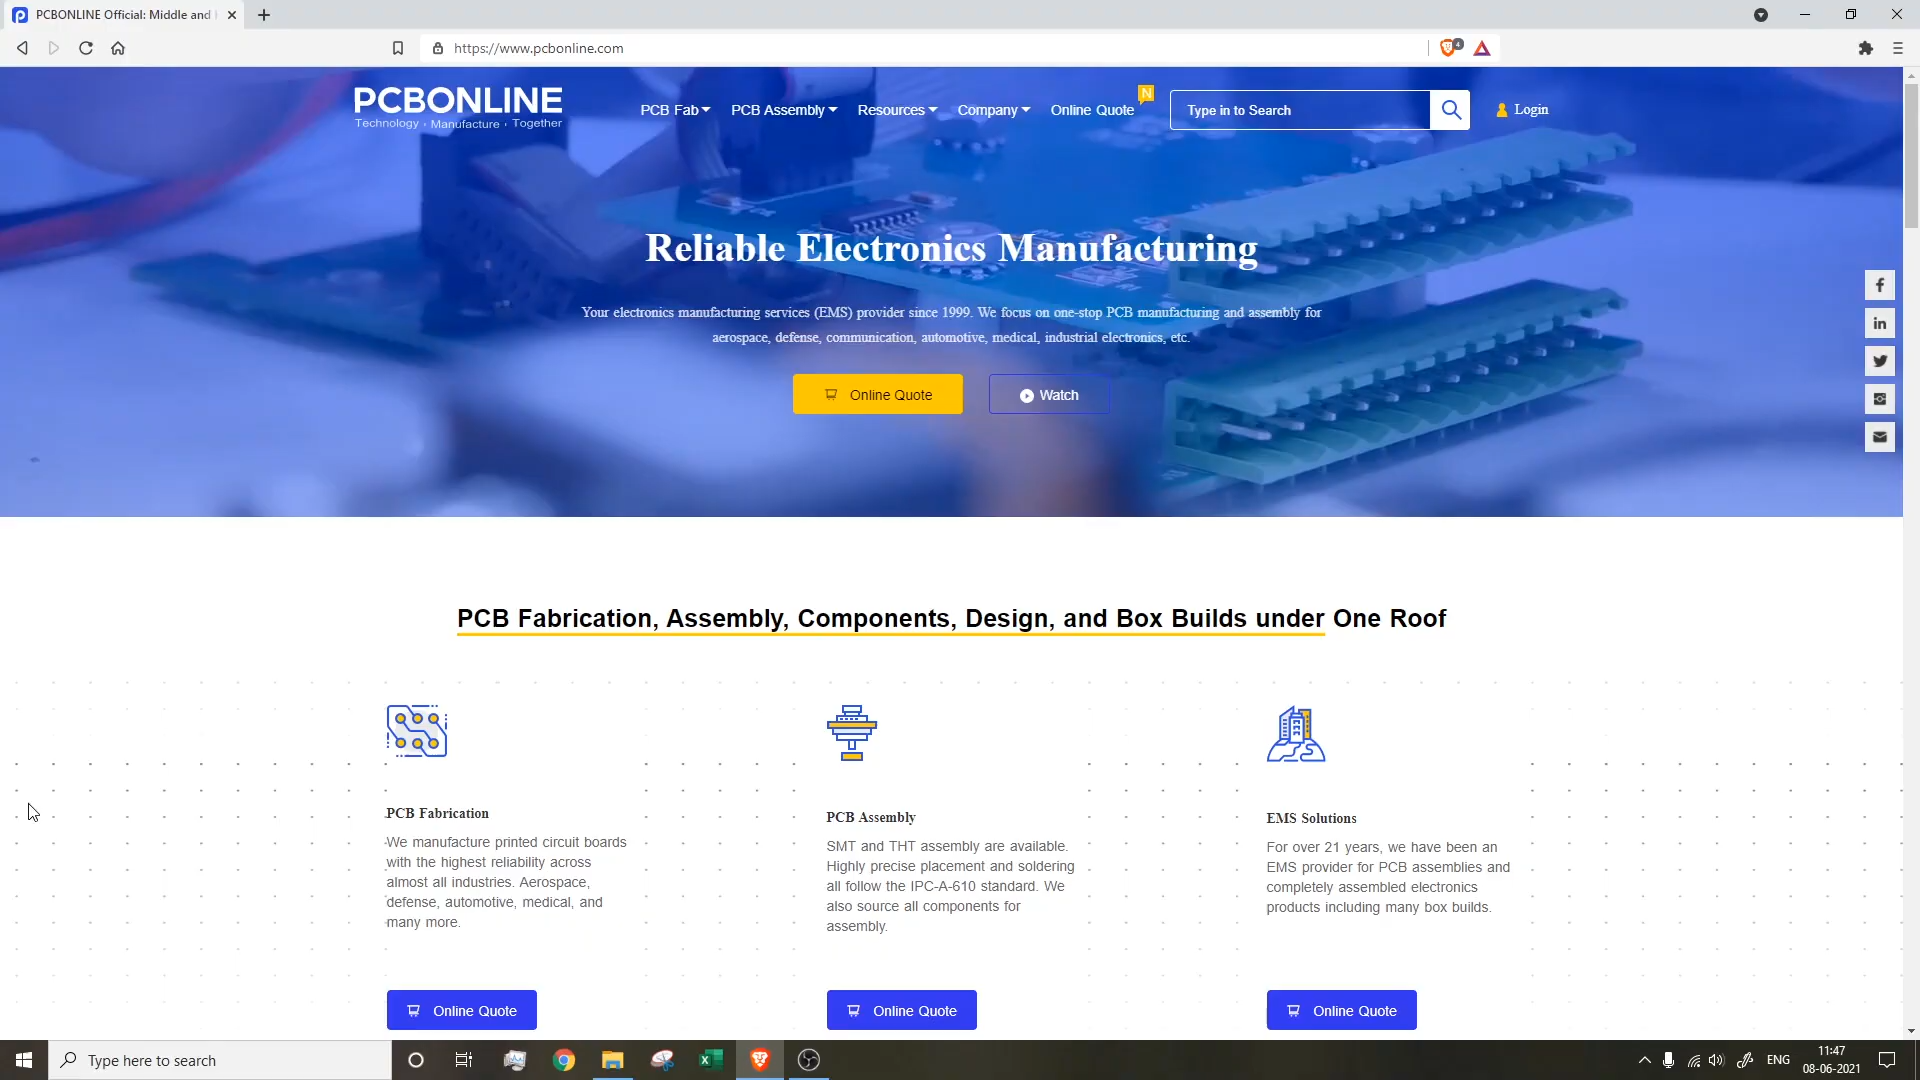 PCBONLINE Official: Middle and
https://www.pcbonline.com
4
PCBONLINE
Technology · Manufacture · Together
PCB Fab
PCB Assembly
Resources
Company
Online Quote
N
Type in to Search
Login
Reliable Electronics Manufacturing
Your electronics manufacturing services (EMS) provider since 1999. We focus on one-stop PCB manufacturing and assembly for
aerospace, defense, communication, automotive, medical, industrial electronics, etc.
Online Quote
Watch
PCB Fabrication, Assembly, Components, Design, and Box Builds under One Roof
PCB Fabrication
We manufacture printed circuit boards
with the highest reliability across
almost all industries. Aerospace,
defense, automotive, medical, and
many more.
Online Quote
PCB Assembly
SMT and THT assembly are available.
Highly precise placement and soldering
all follow the IPC-A-610 standard. We
also source all components for
assembly.
Online Quote
EMS Solutions
For over 21 years, we have been an
EMS provider for PCB assemblies and
completely assembled electronics
products including many box builds.
Online Quote
Type here to search
ENG
11:47
08-06-2021